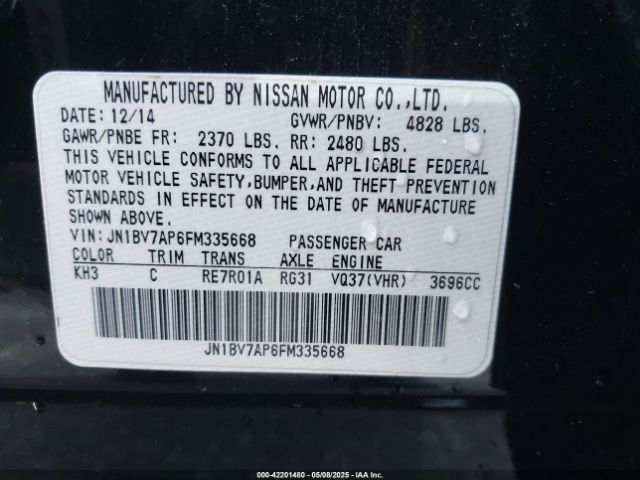 MANUFACTURED BY NISSAN MOTOR CO.,LTD.
DATE: 12/14 GVWR/PNBV: 4828 LBS.
GAWR/PNBE FR: 2370 LBS. RR: 2480 LBS.
THIS VEHICLE CONFORMS TO ALL APPLICABLE FEDERAL
MOTOR VEHICLE SAFETY,BUMPER,AND THEFT PREVENTION
STANDARDS IN EFFECT ON THE DATE OF MANUFACTURE
SHOWN ABOVE.
VIN: JN1BV7AP6FM335668 PASSENGER CAR
COLOR TRIM TRANS AXLE ENGINE
KH3 C RE7R01A RG31 VQ37(VHR) 3696CC
JN1BV7AP6FM335668
000-42201480 - 05/08/2025 - IAAI.COM